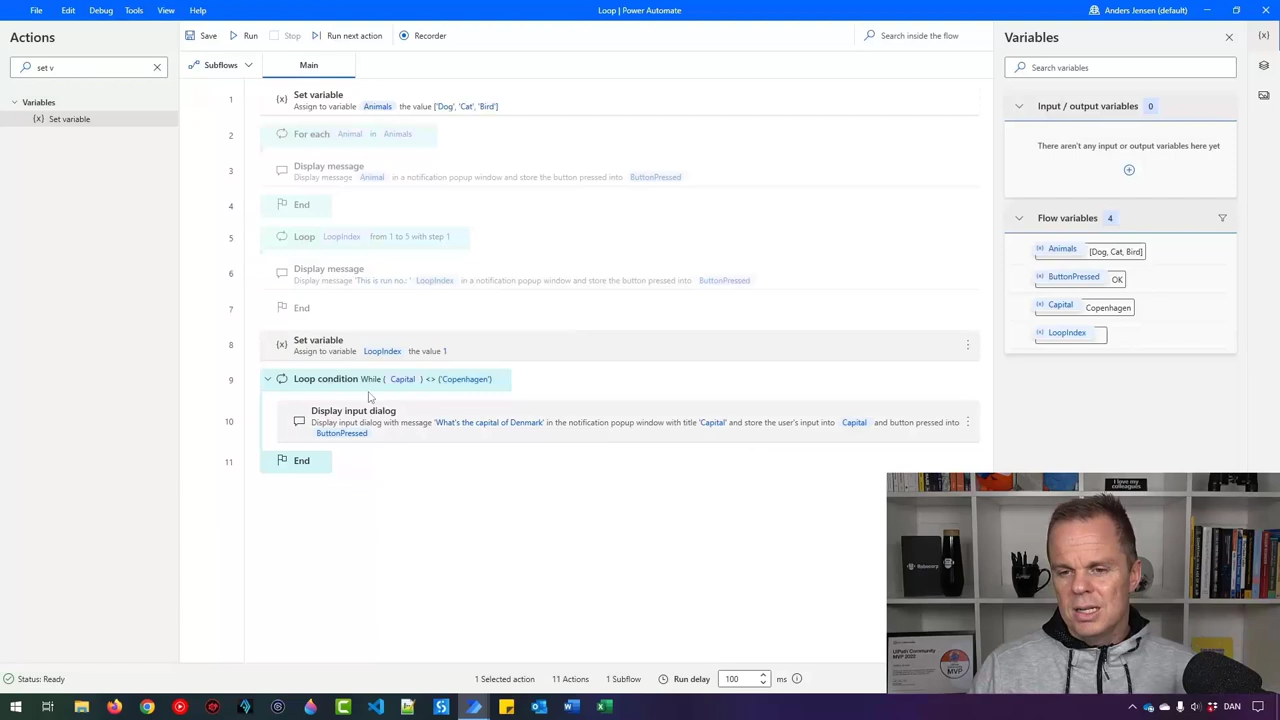 File Edit Debug Tools View Help
Loop | Power Automate
Anders Jensen (default)
Actions
set v
Variables
{x} Set variable
Save Run Stop Run next action Recorder
Search inside the flow
Subflows Main
1 {x} Set variable
Assign to variable Animals the value ['Dog', 'Cat', 'Bird']
2 For each Animal in Animals
3 Display message
Display message Animal in a notification popup window and store the button pressed into ButtonPressed
4 End
5 Loop LoopIndex from 1 to 5 with step 1
6 Display message
Display message 'This is run no.: ' LoopIndex in a notification popup window and store the button pressed into ButtonPressed
7 End
8 {x} Set variable
Assign to variable LoopIndex the value 1
9 Loop condition While ( Capital ) <> ('Copenhagen')
10 Display input dialog
Display input dialog with message 'What's the capital of Denmark' in the notification popup window with title 'Capital' and store the user's input into Capital and button pressed into
ButtonPressed
11 End
Variables
{x}
Search variables
Input / output variables 0
There aren't any input or output variables here yet
Flow variables 4
{x} Animals [Dog, Cat, Bird]
{x} ButtonPressed OK
{x} Capital Copenhagen
{x} LoopIndex
I love my
colleagues
Robocorp
UiPath Community
MVP 2022
Status: Ready
1 Selected action 11 Actions 1 Subflow Run delay 100 ms
DAN